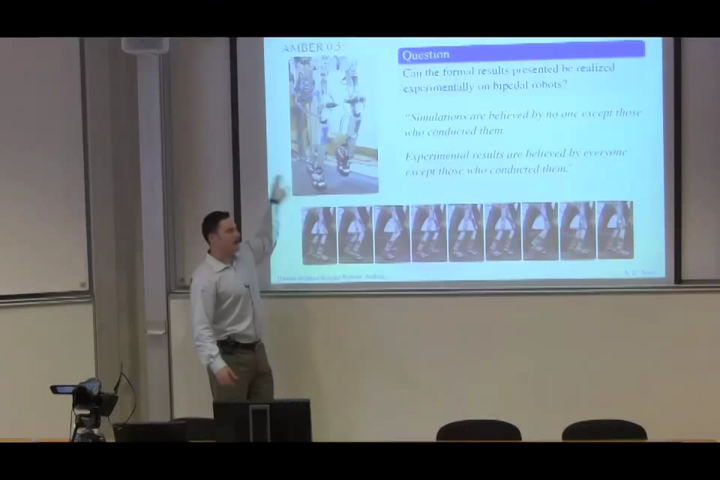 AMBER 0.5
Question
Can the formal results presented be realized
experimentally on bipedal robots?
"Simulations are believed by no one except those
who conducted them.
Experimental results are believed by everyone
except those who conducted them."